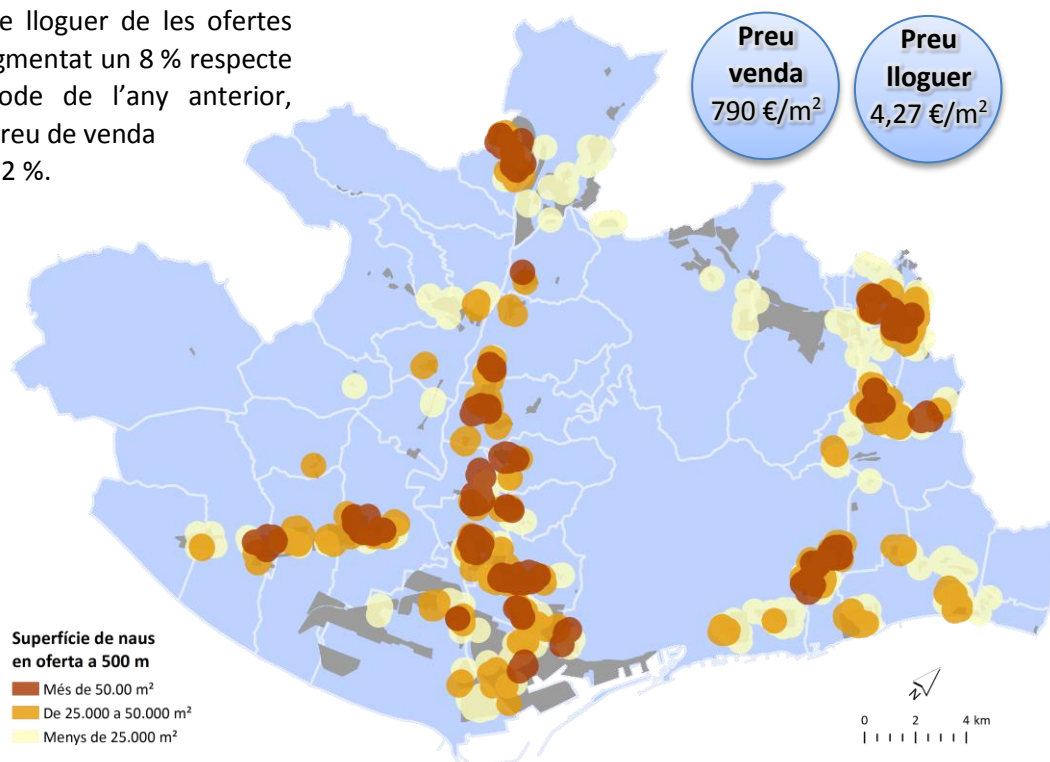 e lloguer de les ofertes
gmentat un 8 % respecte
ode de l'any anterior,
reu de venda
2 %.
Preu
venda
790 €/m²
Preu
lloguer
4,27 €/m²
Superfície de naus
en oferta a 500 m
Més de 50.00 m²
De 25.000 a 50.000 m²
Menys de 25.000 m²
N
0 2 4 km